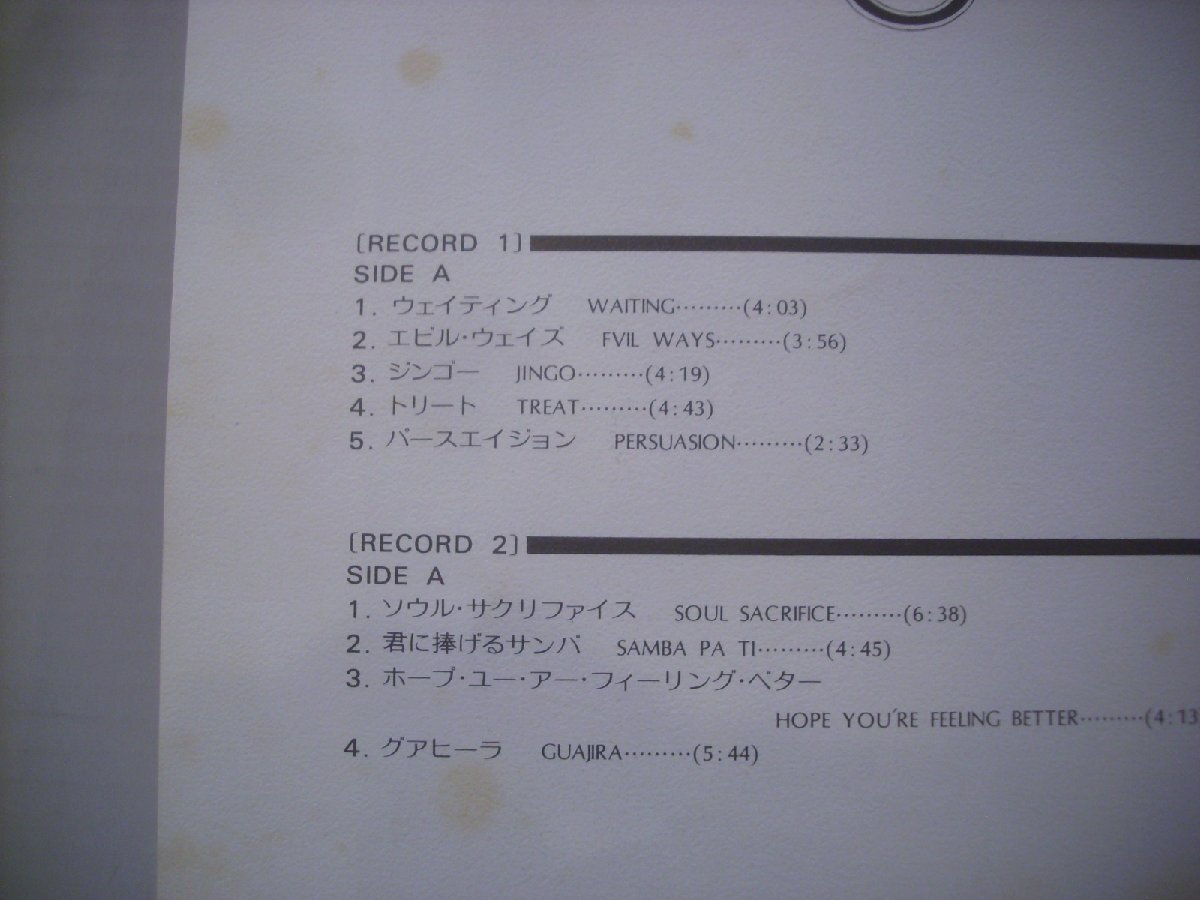 〔RECORD 1〕
SIDE A
1. ウェイティング WAITING………(4:03)
2. エビル・ウェイズ FVIL WAYS………(3:56)
3. ジンゴー JINGO………(4:19)
4. トリート TREAT………(4:43)
5. パースエイジョン PERSUASION………(2:33)
〔RECORD 2〕
SIDE A
1. ソウル・サクリファイス SOUL SACRIFICE………(6:38)
2. 君に捧げるサンバ SAMBA PA TI………(4:45)
3. ホープ・ユー・アー・フィーリング・ベター
HOPE YOU'RE FEELING BETTER………(4:13
4. グアヒーラ GUAJIRA………(5:44)